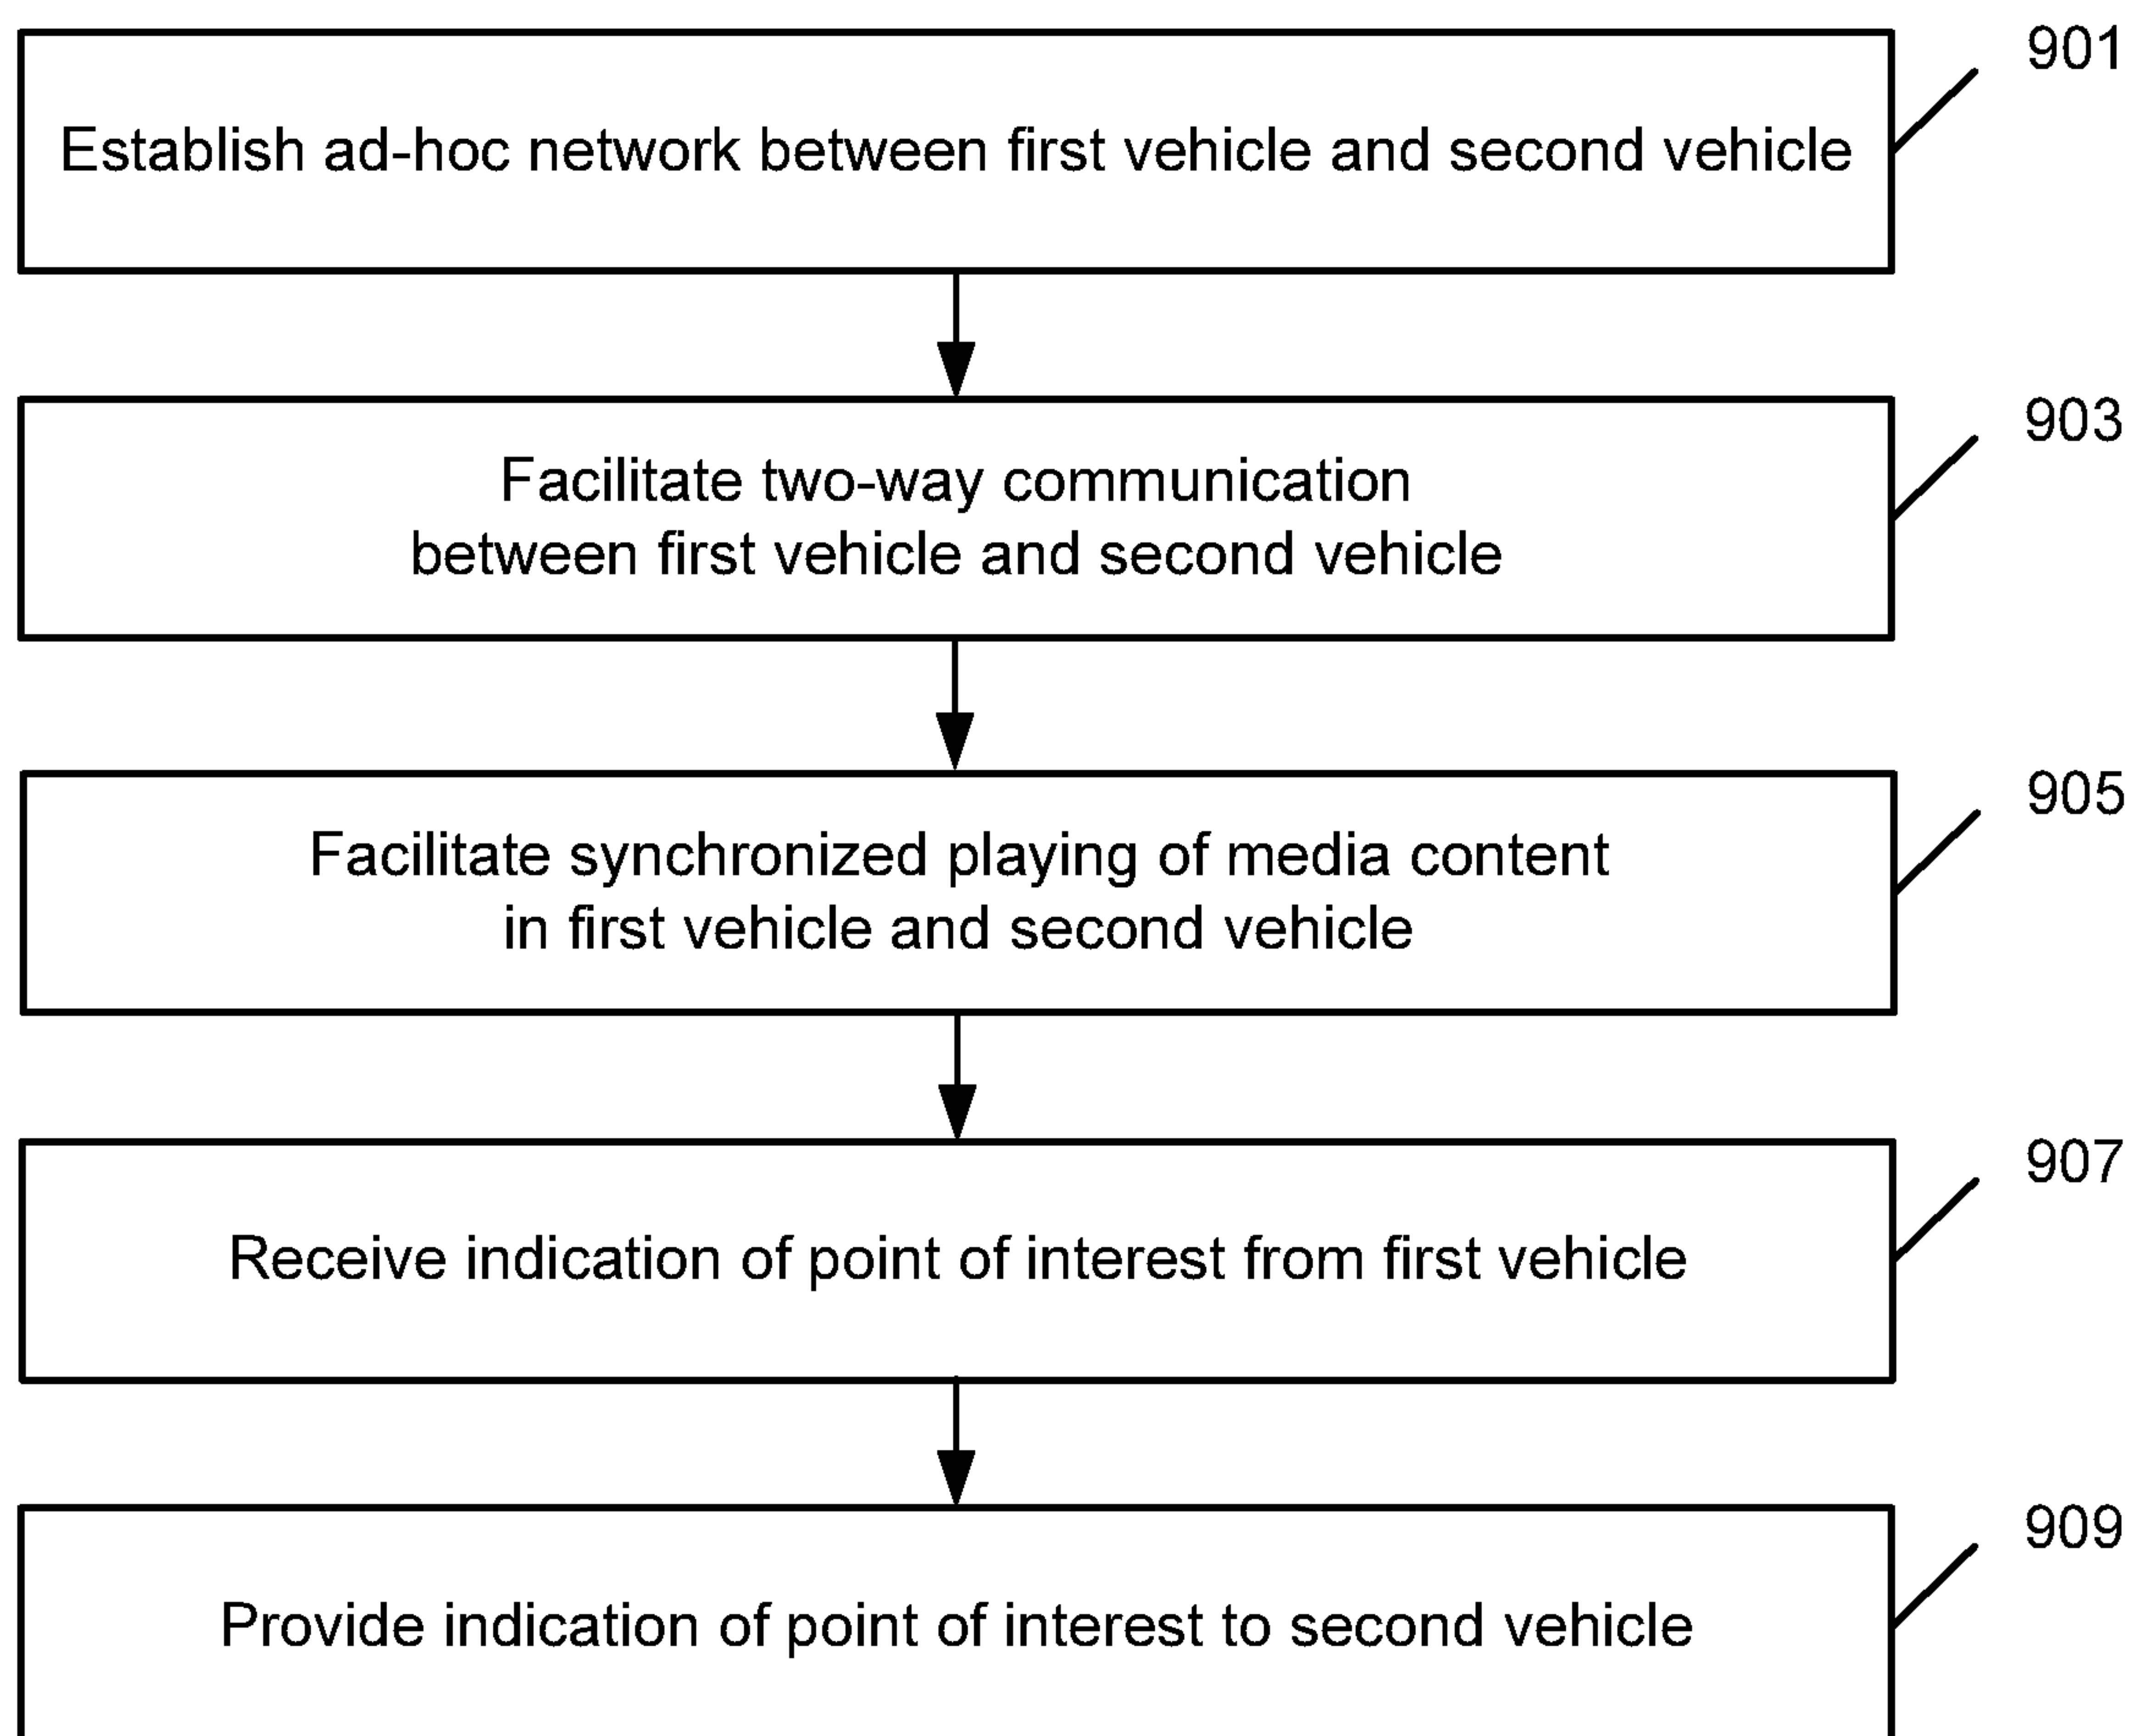 901
Establish ad-hoc network between first vehicle and second vehicle
903
Facilitate two-way communication
between first vehicle and second vehicle
905
Facilitate synchronized playing of media content
in first vehicle and second vehicle
907
Receive indication of point of interest from first vehicle
909
Provide indication of point of interest to second vehicle